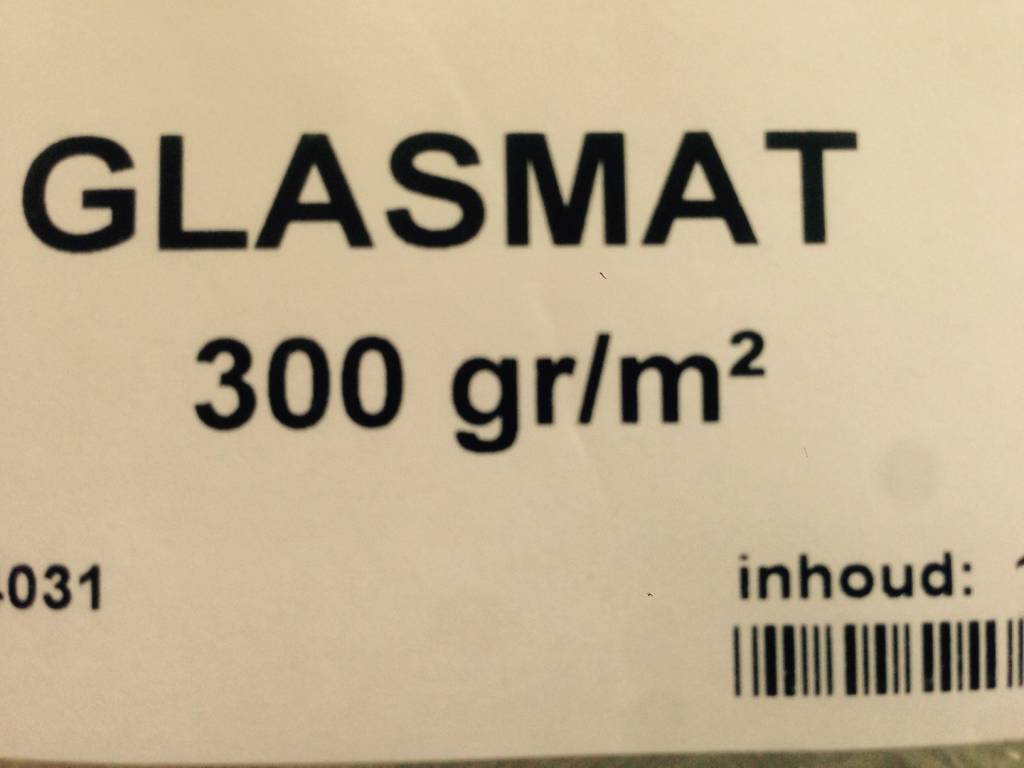 GLASMAT
300 gr/m²
031
inhoud: